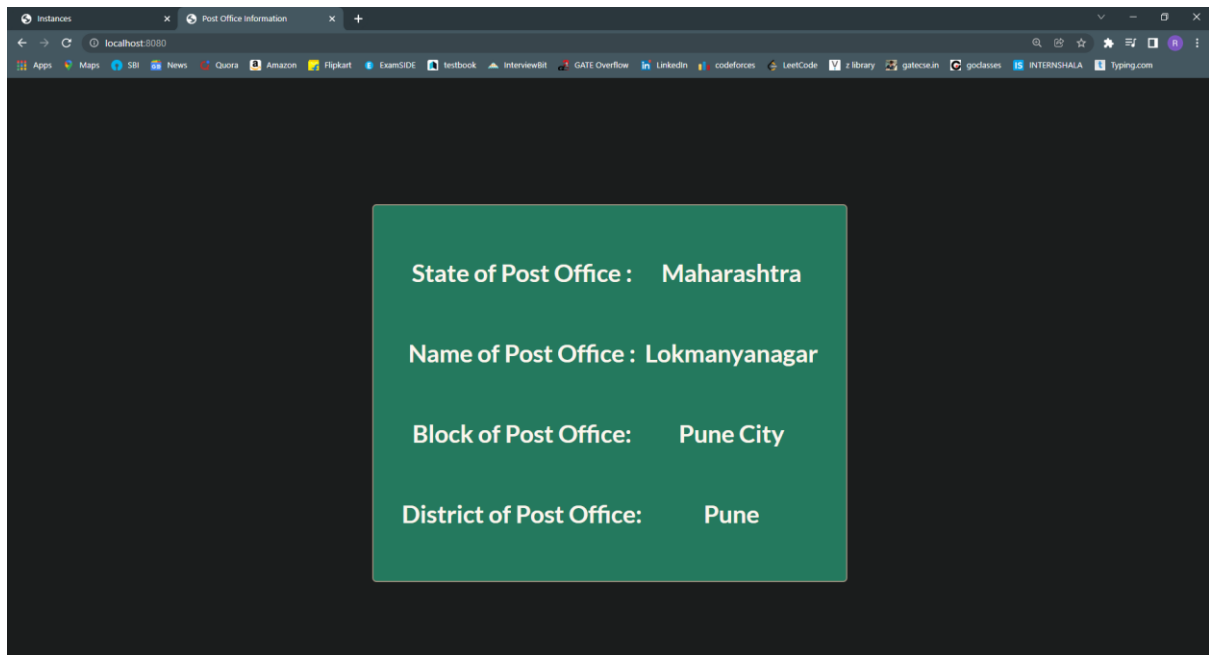 Instances
Post Office Information
localhost:8080
Apps Maps SBI News Quora Amazon Flipkart ExamSIDE testbook InterviewBit GATE Overflow LinkedIn codeforces LeetCode z library gatecse.in goclasses INTERNSHALA Typing.com
State of Post Office : Maharashtra
Name of Post Office : Lokmanyanagar
Block of Post Office: Pune City
District of Post Office: Pune